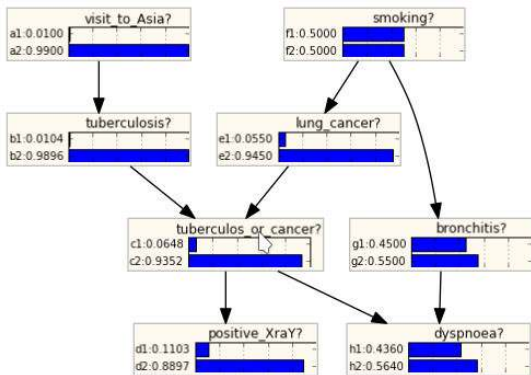 visit_to_Asia?
a1:0.0100
a2:0.9900
smoking?
f1:0.5000
f2:0.5000
tuberculosis?
b1:0.0104
b2:0.9896
lung_cancer?
e1:0.0550
e2:0.9450
tuberculos_or_cancer?
c1:0.0648
c2:0.9352
bronchitis?
g1:0.4500
g2:0.5500
positive_XraY?
d1:0.1103
d2:0.8897
dyspnoea?
h1:0.4360
h2:0.5640